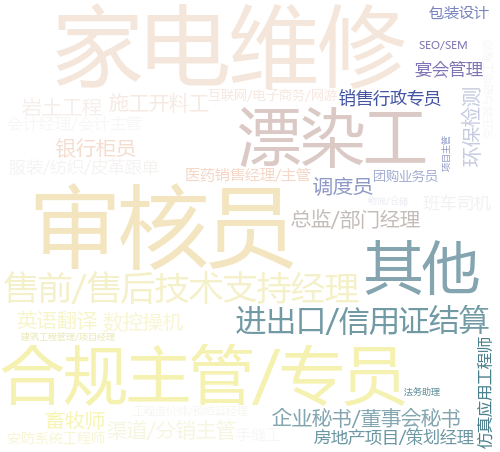 家电维修
包装设计
SEO/SEM
宴会管理
互联网/电子商务/网游
销售行政专员
岩土工程
施工开料工
环保检测
会计经理/会计主管
漂染工
银行柜员
项目主管
服装/纺织/皮革跟单
医药销售经理/主管
团购业务员
调度员
审核员
物流/仓储
班车司机
总监/部门经理
其他
售前/售后技术支持经理
英语翻译
数控操机
进出口/信用证结算
建筑工程管理/项目经理
仿真应用工程师
合规主管/专员
法务助理
畜牧师
企业秘书/董事会秘书
渠道/分销主管
手缝工
安防系统工程师
房地产项目/策划经理